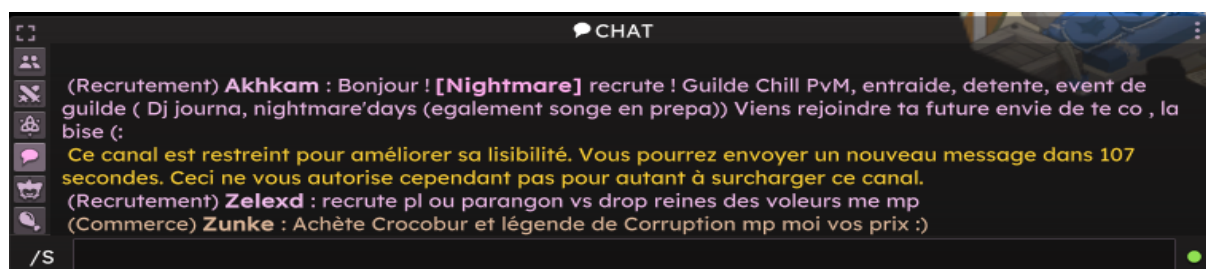 CHAT
(Recrutement) Akhkam : Bonjour ! [Nightmare] recrute ! Guilde Chill PvM, entraide, detente, event de
guilde ( Dj journa, nightmare'days (egalement songe en prepa)) Viens rejoindre ta future envie de te co , la
bise (:
Ce canal est restreint pour améliorer sa lisibilité. Vous pourrez envoyer un nouveau message dans 107
secondes. Ceci ne vous autorise cependant pas pour autant à surcharger ce canal.
(Recrutement) Zelexd : recrute pl ou parangon vs drop reines des voleurs me mp
(Commerce) Zunke : Achète Crocobur et légende de Corruption mp moi vos prix :)
/S